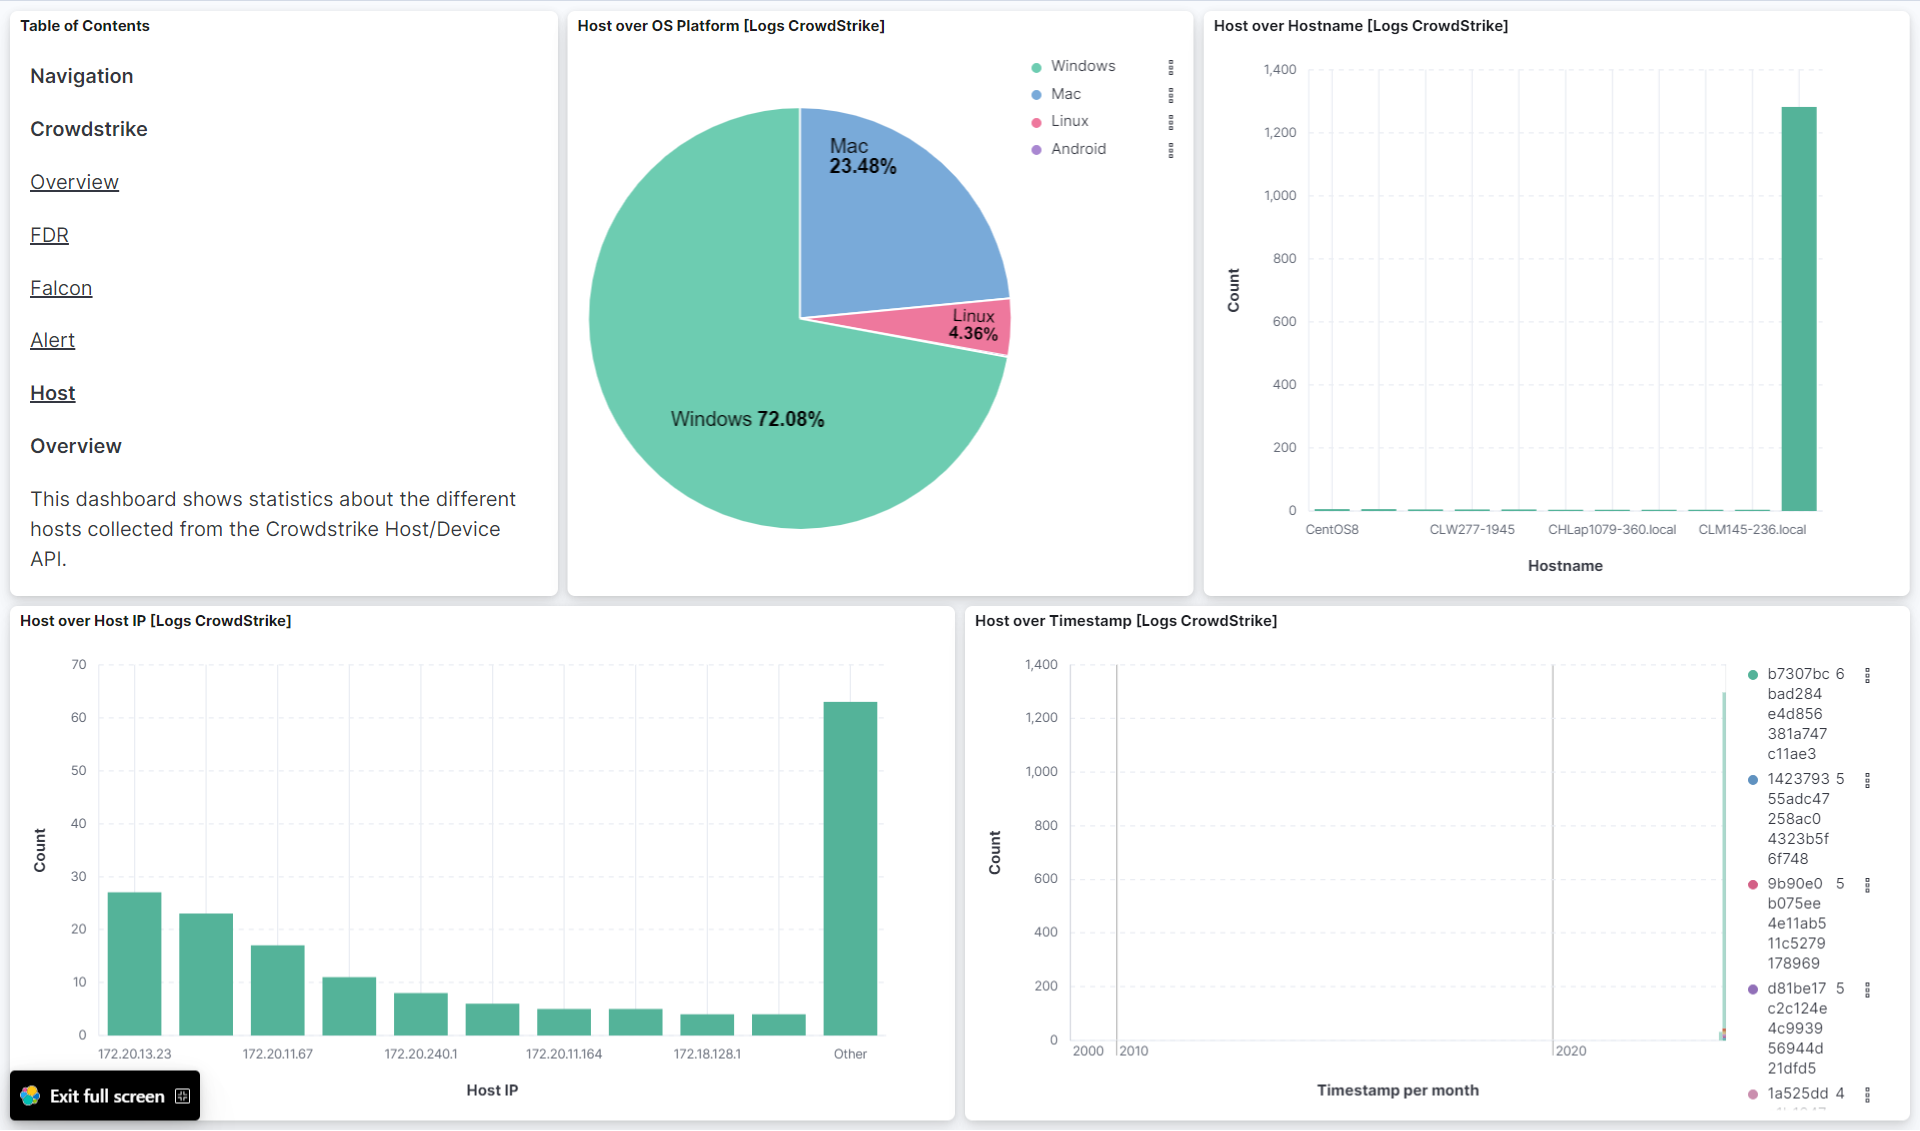 Table of Contents
Navigation
Crowdstrike
Overview
FDR
Falcon
Alert
Host
Overview
This dashboard shows statistics about the different
hosts collected from the Crowdstrike Host/Device
API.
Host over OS Platform [Logs CrowdStrike]
Windows
Mac
Linux
Android
Mac
23.48%
Linux
4.36%
Windows 72.08%
Host over Hostname [Logs CrowdStrike]
1,400
1,200
1,000
800
600
400
200
0
Count
CentOS8 CLW277-1945 CHLap1079-360.local CLM145-236.local
Hostname
Host over Host IP [Logs CrowdStrike]
70
60
50
40
30
20
10
0
Count
172.20.13.23 172.20.11.67 172.20.240.1 172.20.11.164 172.18.128.1 Other
Host IP
Host over Timestamp [Logs CrowdStrike]
1,400
1,200
1,000
800
600
400
200
0
Count
2000 2010 2020
Timestamp per month
b7307bc 6
bad284
e4d856
381a747
c11ae3
1423793 5
55adc47
258ac0
4323b5f
6f748
9b90e0 5
b075ee
4e11ab5
11c5279
178969
d81be17 5
c2c124e
4c9939
56944d
21dfd5
1a525dd 4
Exit full screen